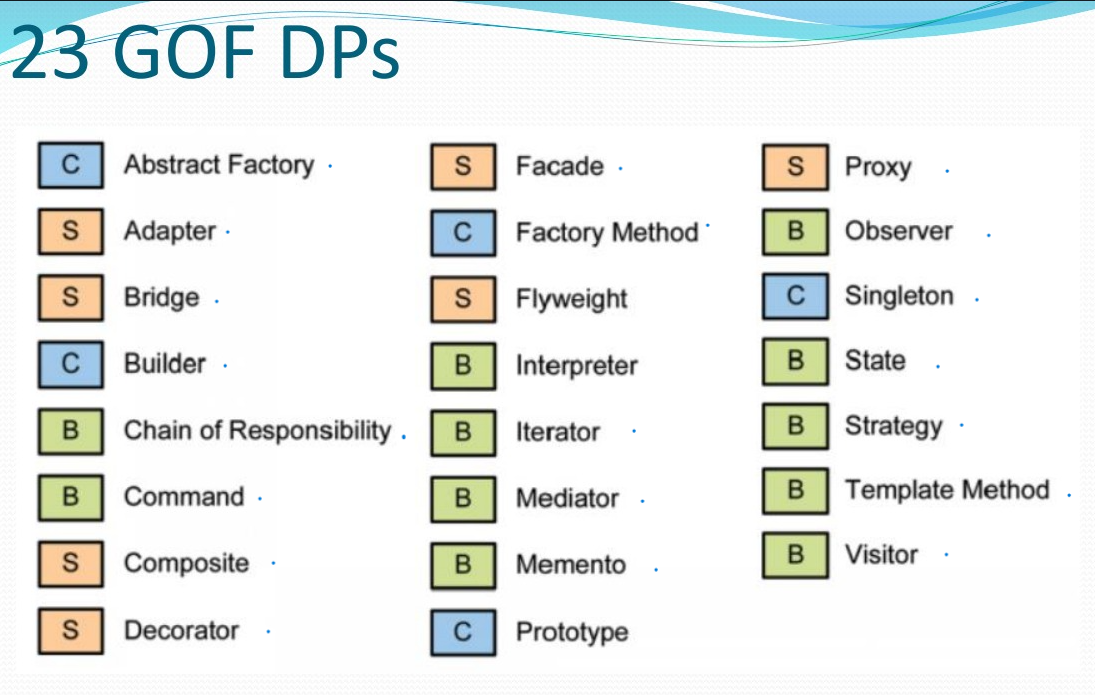 23 GOF DPs
C Abstract Factory
S Adapter
S Bridge
C Builder
B Chain of Responsibility
B Command
S Composite
S Decorator
S Facade
C Factory Method
S Flyweight
B Interpreter
B Iterator
B Mediator
B Memento
C Prototype
S Proxy
B Observer
C Singleton
B State
B Strategy
B Template Method
B Visitor